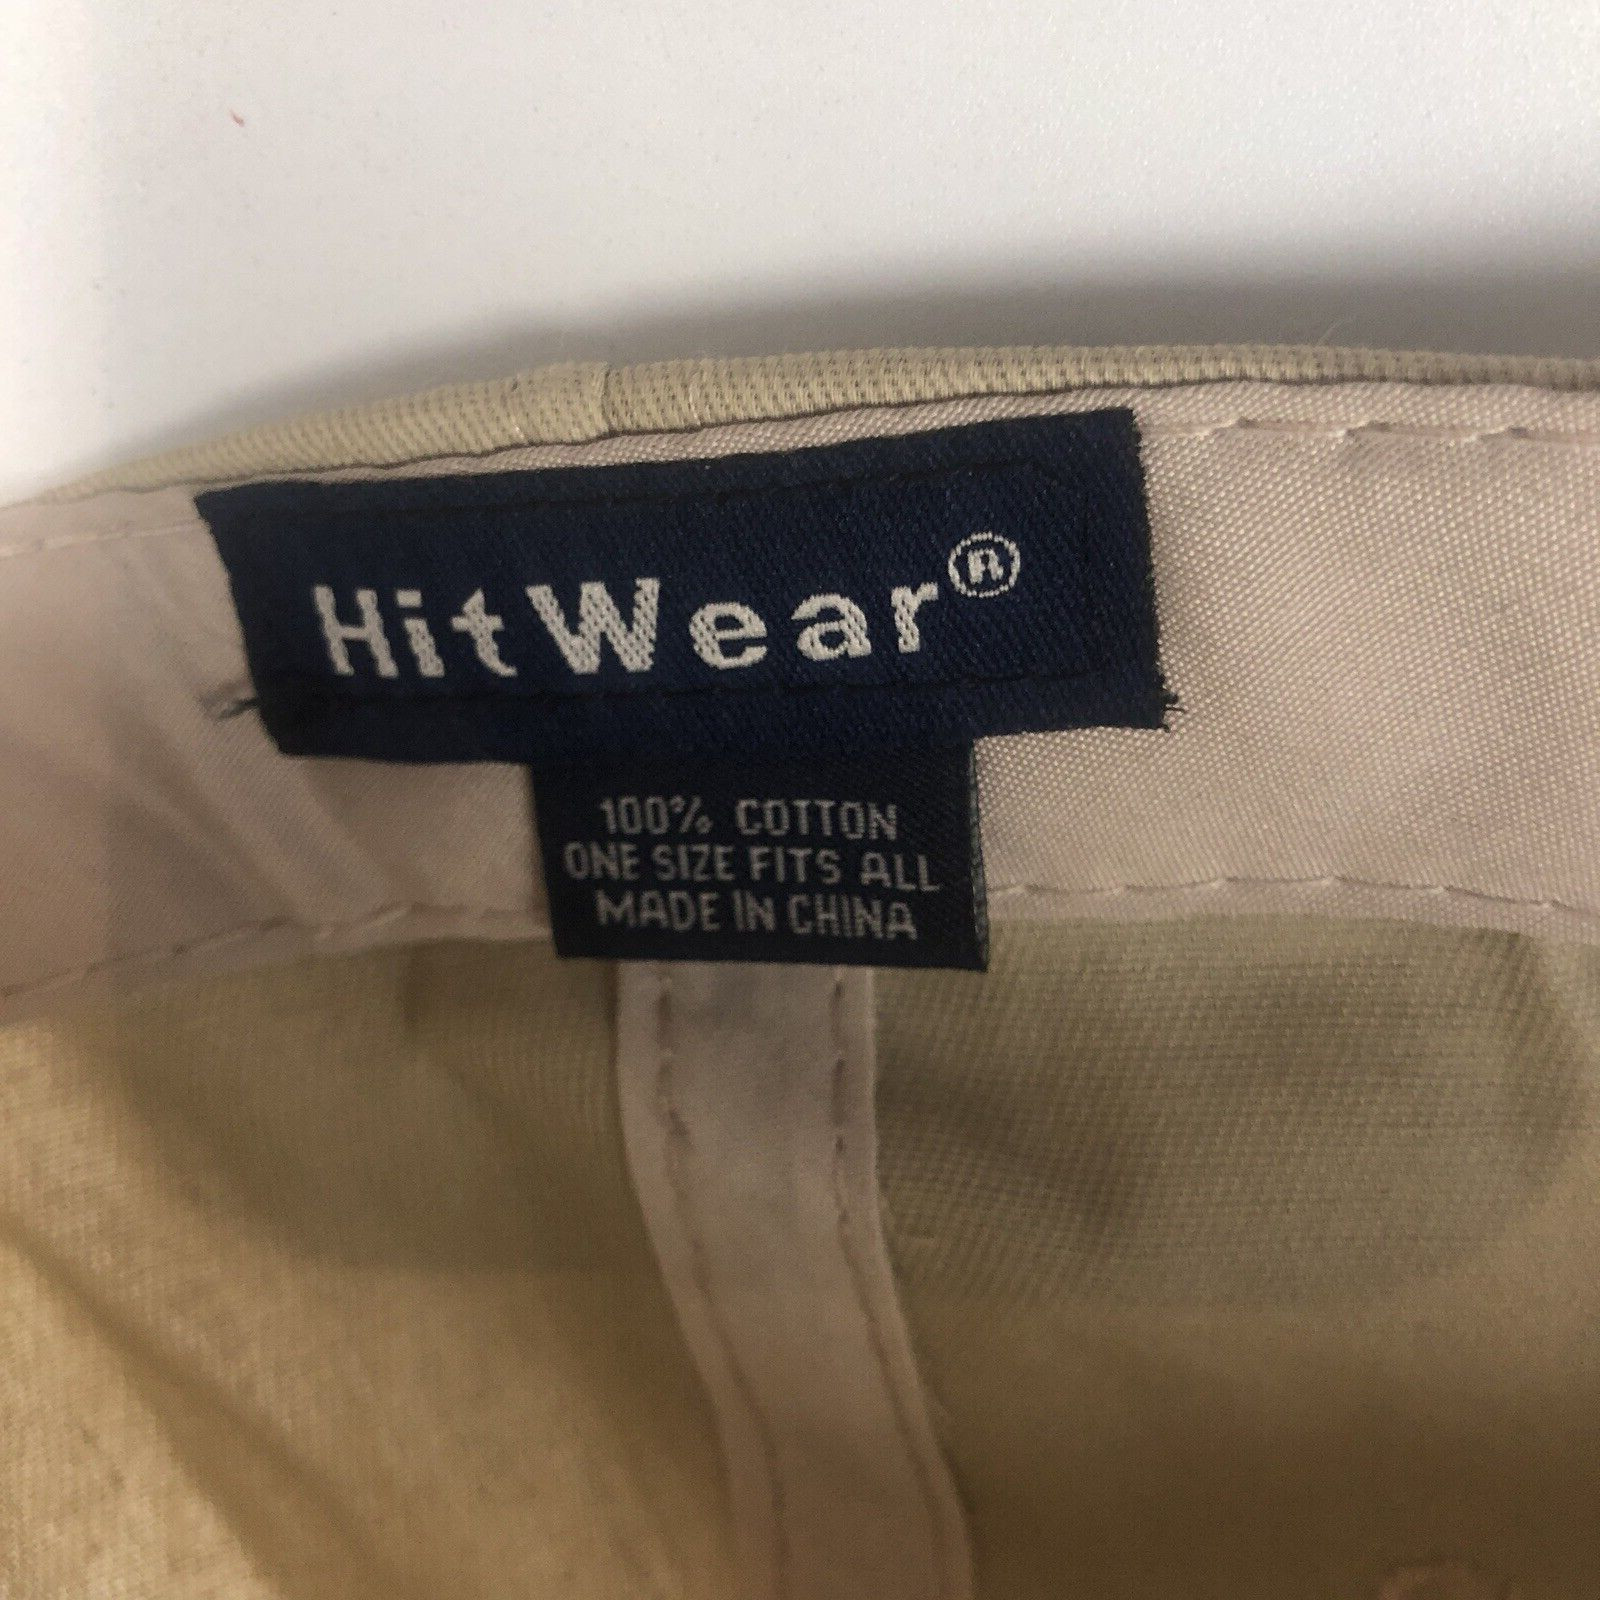 HitWear®
100% COTTON
ONE SIZE FITS ALL
MADE IN CHINA